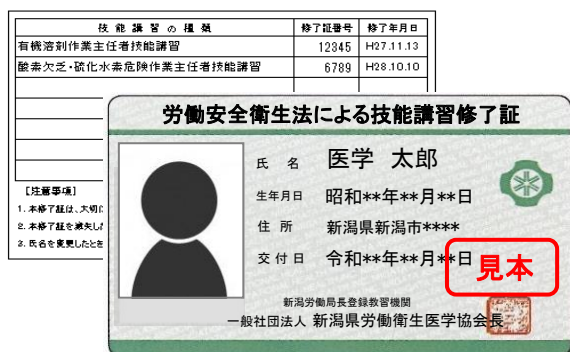 技能講習の種類 修了証番号 修了年月日
有機溶剤作業主任者技能講習 12345 H27.11.13
酸素欠乏・硫化水素危険作業主任者技能講習 6789 H28.10.10
【注意事項】
1. 本修了証は、大切に
2. 本修了証を滅失し
3. 氏名を変更したとき
労働安全衛生法による技能講習修了証
氏 名 医学 太郎
生年月日 昭和**年**月**日
住 所 新潟県新潟市****
交付日 令和**年**月**日
見本
新潟労働局長登録教習機関
一般社団法人 新潟県労働衛生医学協会長